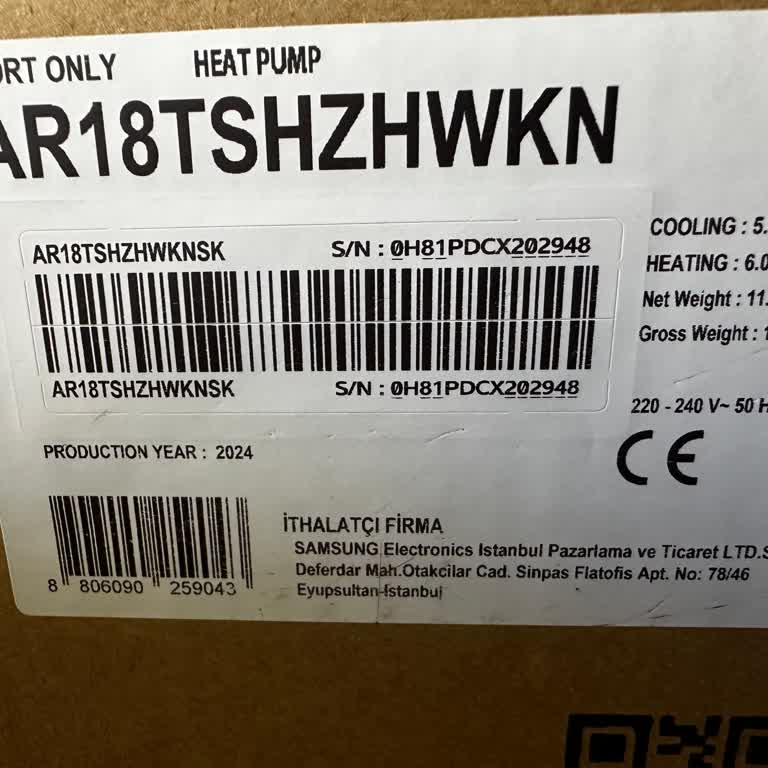 ORT ONLY HEAT PUMP
AR18TSHZHWKN
COOLING : 5.
AR18TSHZHWKNSK S/N : 0H81PDCX202948
HEATING : 6.0
Net Weight : 11.
Gross Weight : 1
AR18TSHZHWKNSK S/N : 0H81PDCX202948
220 - 240 V~ 50 H
CE
PRODUCTION YEAR : 2024
İTHALATÇI FİRMA
SAMSUNG Electronics Istanbul Pazarlama ve Ticaret LTD.Ş
Deferdar Mah.Otakcilar Cad. Sinpas Flatofis Apt. No: 78/46
Eyupsultan-İstanbul
8 806090 259043